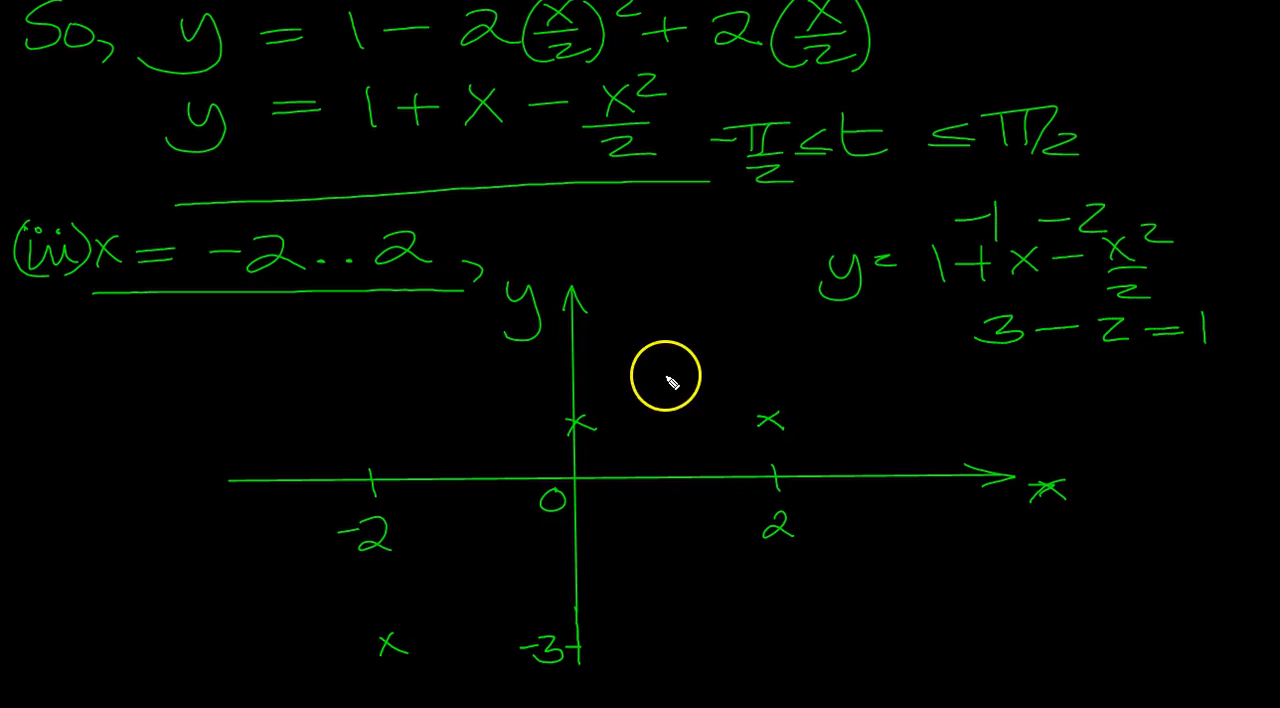 So, y = 1 - 2(x/2)² + 2(x/2)
y = 1 + x - x²/2   -π/2 ≤ t ≤ π/2
(iii) x = -2..2,
-1 -2
y = 1 + x - x²/2
3 - 2 = 1
y
x
x
x
0
-2
2
x
-3